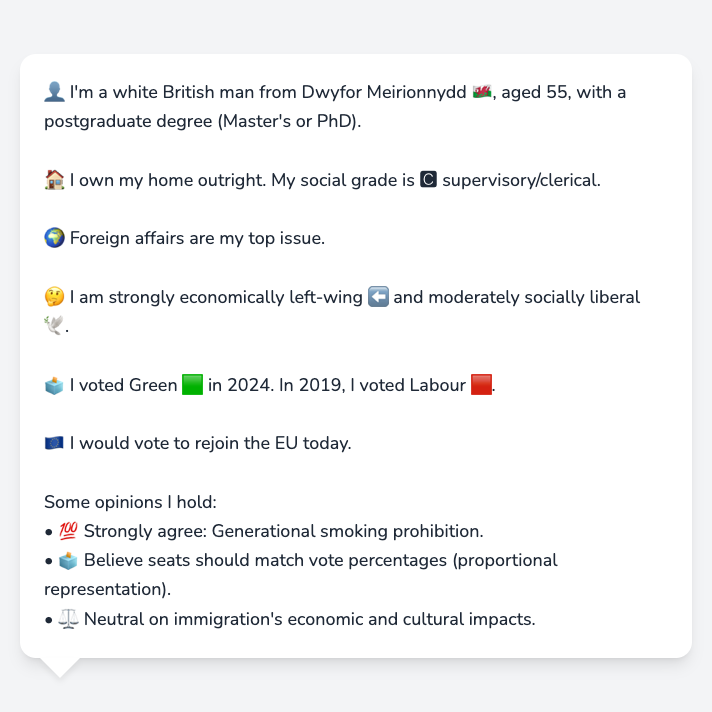 👤 I'm a white British man from Dwyfor Meirionnydd 🏴󠁧󠁢󠁷󠁬󠁳󠁿, aged 55, with a
postgraduate degree (Master's or PhD).
🏠 I own my home outright. My social grade is 🅲 supervisory/clerical.
🌍 Foreign affairs are my top issue.
🤔 I am strongly economically left-wing ⬅️ and moderately socially liberal
🕊️.
🗳️ I voted Green 🟩 in 2024. In 2019, I voted Labour 🟥.
🇪🇺 I would vote to rejoin the EU today.
Some opinions I hold:
• 💯 Strongly agree: Generational smoking prohibition.
• 🗳️ Believe seats should match vote percentages (proportional
representation).
• ⚖️ Neutral on immigration's economic and cultural impacts.